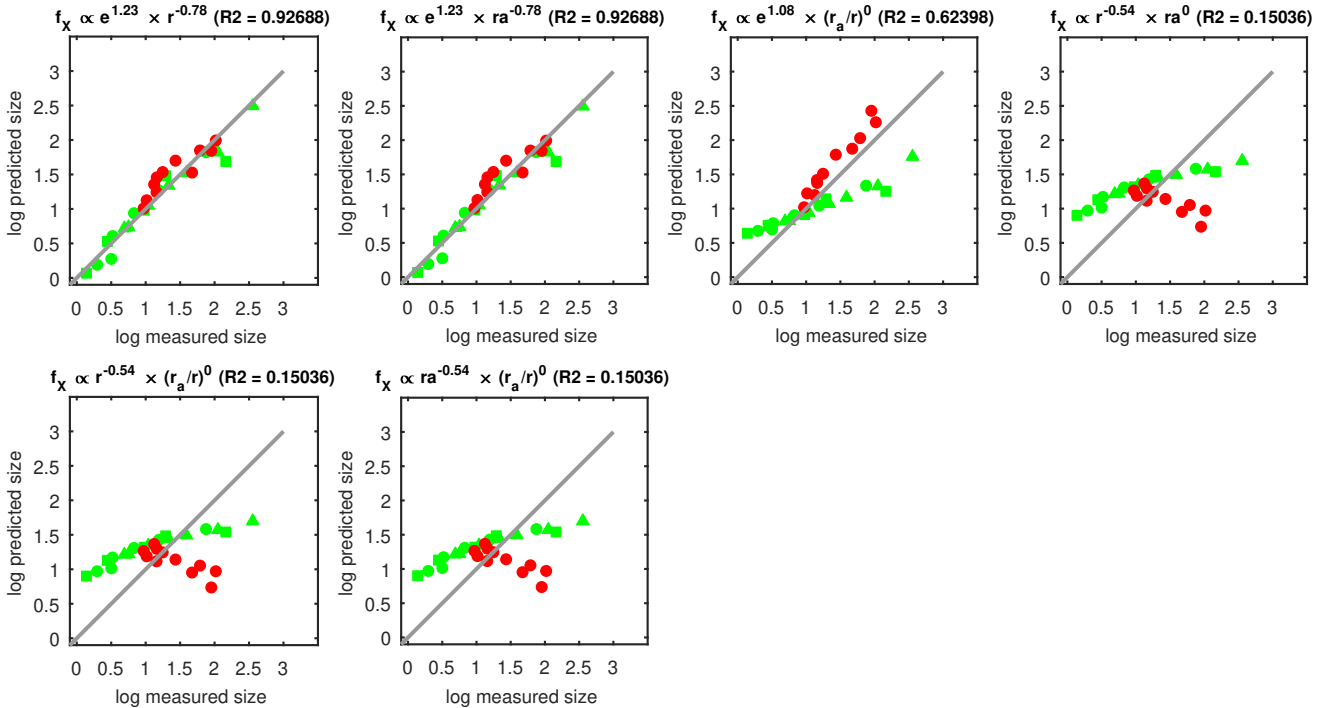 f_X ∝ e^1.23 × r^-0.78 (R2 = 0.92688)
f_X ∝ e^1.23 × ra^-0.78 (R2 = 0.92688)
f_X ∝ e^1.08 × (r_a/r)^0 (R2 = 0.62398)
f_X ∝ r^-0.54 × ra^0 (R2 = 0.15036)
log predicted size
3
2.5
2
1.5
1
0.5
0
0 0.5 1 1.5 2 2.5 3
log measured size
log predicted size
3
2.5
2
1.5
1
0.5
0
0 0.5 1 1.5 2 2.5 3
log measured size
log predicted size
3
2.5
2
1.5
1
0.5
0
0 0.5 1 1.5 2 2.5 3
log measured size
log predicted size
3
2.5
2
1.5
1
0.5
0
0 0.5 1 1.5 2 2.5 3
log measured size
f_X ∝ r^-0.54 × (r_a/r)^0 (R2 = 0.15036)
f_X ∝ ra^-0.54 × (r_a/r)^0 (R2 = 0.15036)
log predicted size
3
2.5
2
1.5
1
0.5
0
0 0.5 1 1.5 2 2.5 3
log measured size
log predicted size
3
2.5
2
1.5
1
0.5
0
0 0.5 1 1.5 2 2.5 3
log measured size